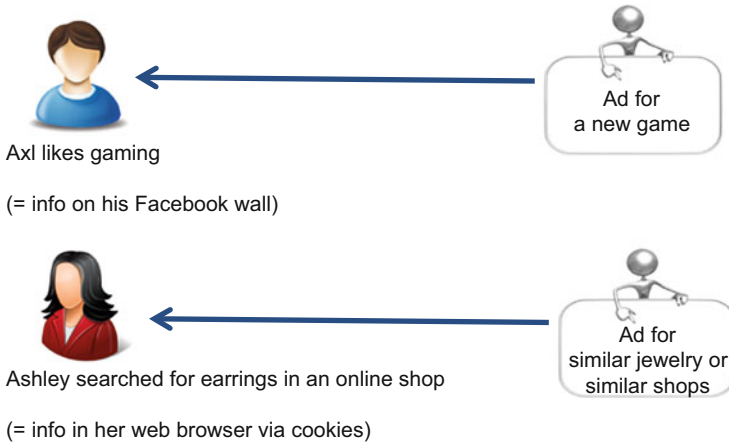 Ad for
a new game
Axl likes gaming
(= info on his Facebook wall)
Ad for
similar jewelry or
similar shops
Ashley searched for earrings in an online shop
(= info in her web browser via cookies)